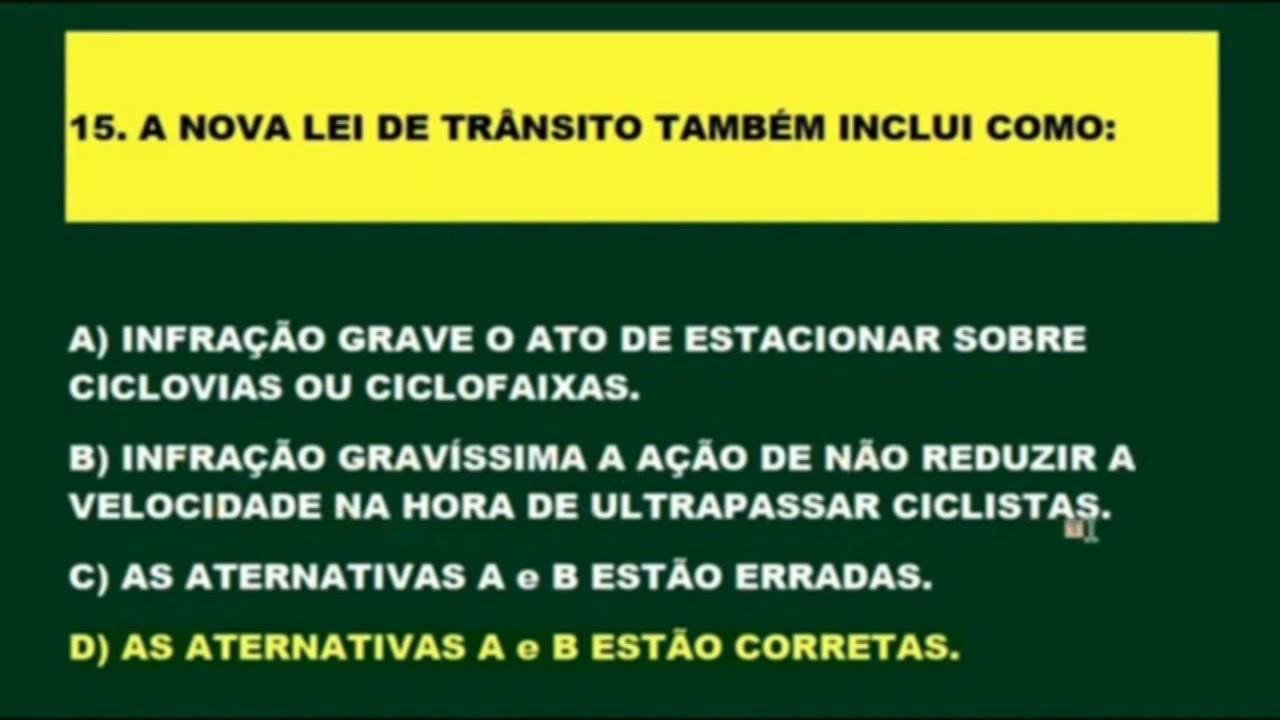 15. A NOVA LEI DE TRÂNSITO TAMBÉM INCLUI COMO:
A) INFRAÇÃO GRAVE O ATO DE ESTACIONAR SOBRE
CICLOVIAS OU CICLOFAIXAS.
B) INFRAÇÃO GRAVÍSSIMA A AÇÃO DE NÃO REDUZIR A
VELOCIDADE NA HORA DE ULTRAPASSAR CICLISTAS.
C) AS ATERNATIVAS A e B ESTÃO ERRADAS.
D) AS ATERNATIVAS A e B ESTÃO CORRETAS.